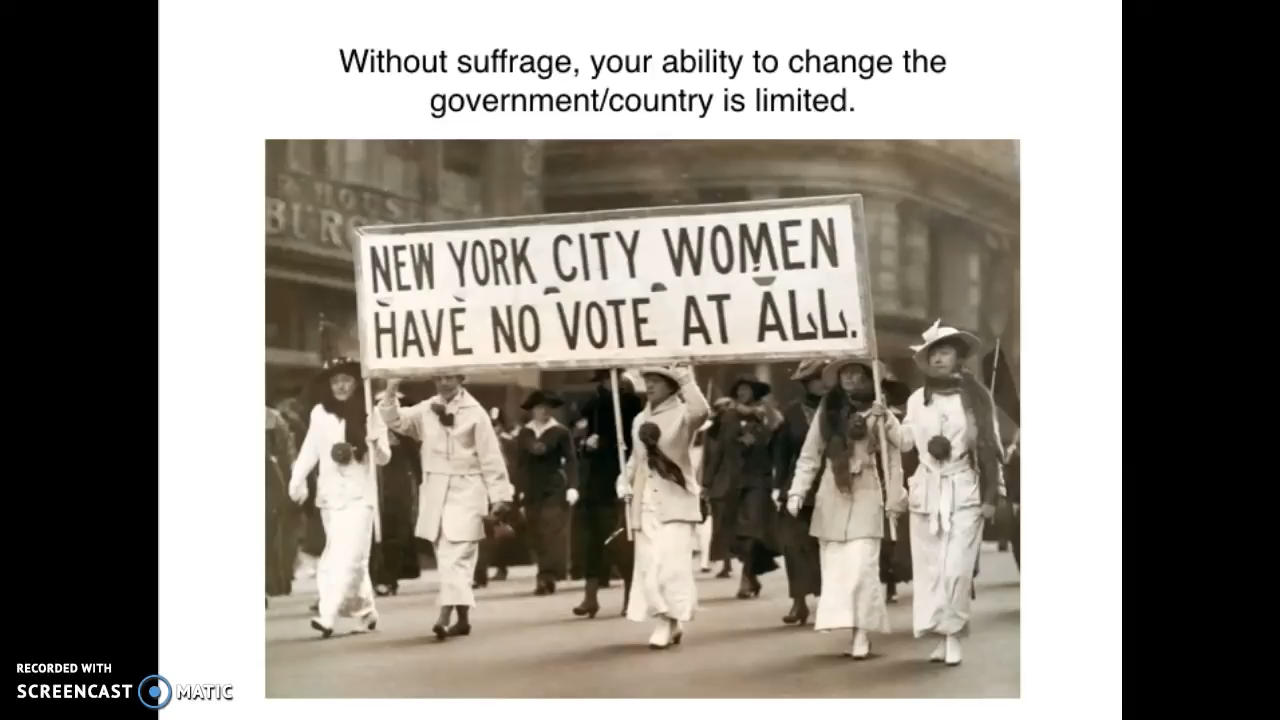 Without suffrage, your ability to change the
government/country is limited.
NEW YORK CITY WOMEN
HAVE NO VOTE AT ALL.
RECORDED WITH
SCREENCAST MATIC